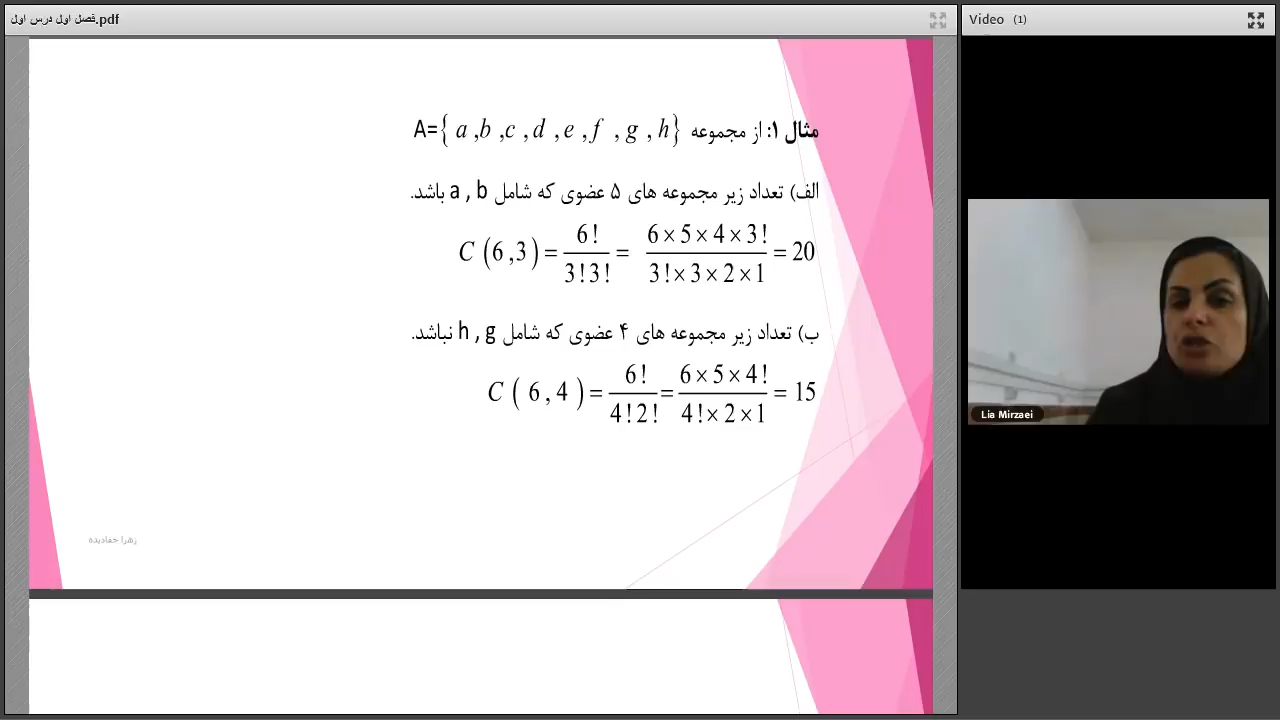 فصل اول درس اول.pdf
Video (1)
مثال ۱: از مجموعه A={ a ,b ,c , d , e , f , g , h }
الف) تعداد زیر مجموعه های ۵ عضوی که شامل a , b باشد.
C (6 ,3) = 6! / 3!3! = 6×5×4×3! / 3!×3×2×1 = 20
ب) تعداد زیر مجموعه های ۴ عضوی که شامل h , g نباشد.
C ( 6 , 4 ) = 6! / 4!2! = 6×5×4! / 4!×2×1 = 15
Lia Mirzaei
زهرا